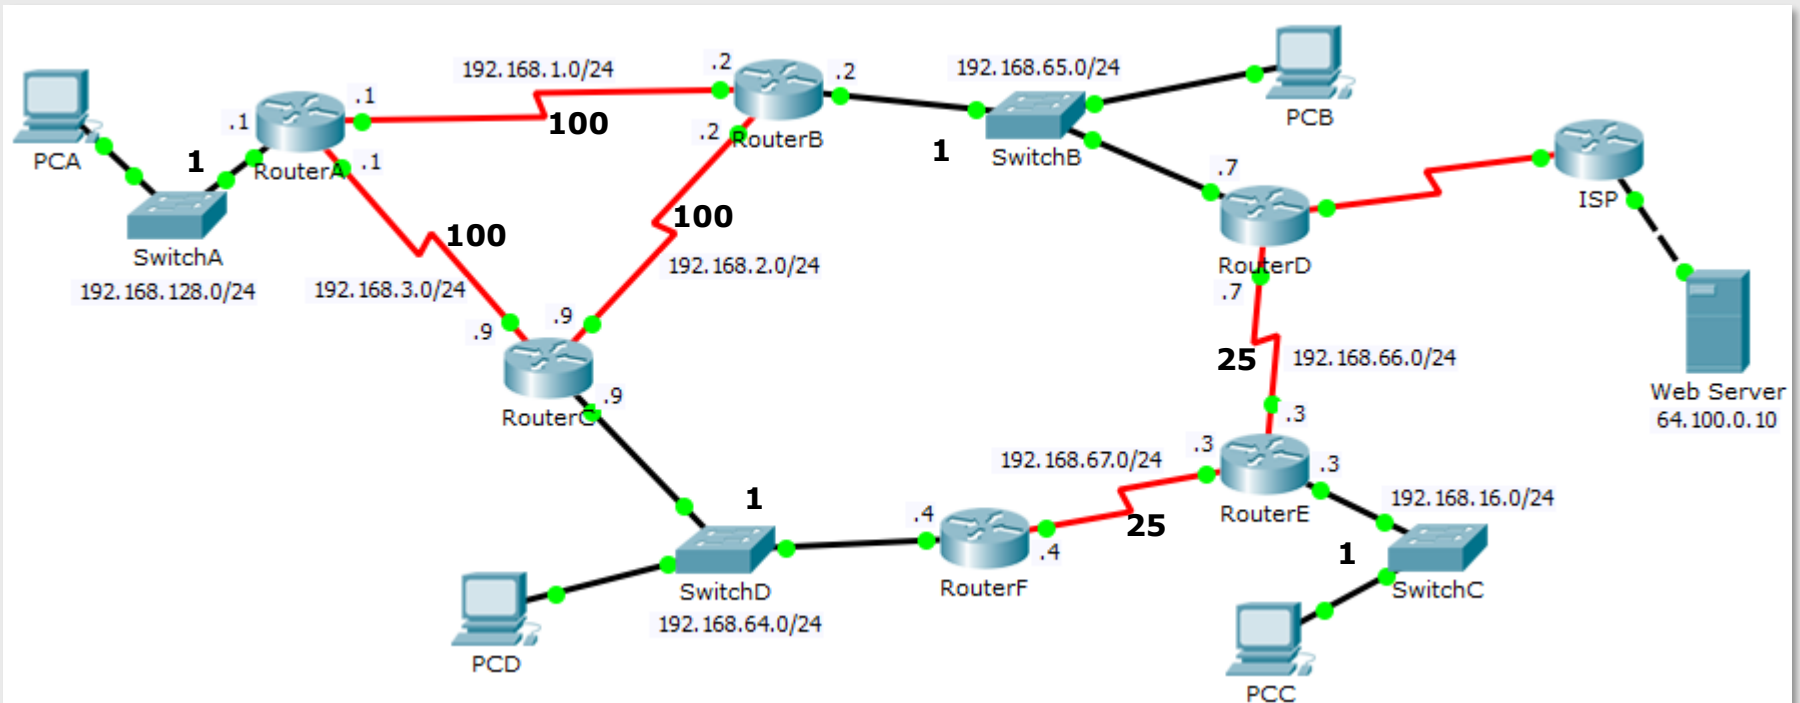 192.168.1.0/24
.2
.2
192.168.65.0/24
PCB
PCA
.1
.1
100
.2
RouterB
1
SwitchB
1
RouterA
.1
.7
ISP
SwitchA
192.168.128.0/24
100
192.168.3.0/24
100
192.168.2.0/24
RouterD
.7
.9
.9
25
192.168.66.0/24
Web Server
64.100.0.10
RouterC
.9
.3
192.168.67.0/24
.3
.3
RouterE
192.168.16.0/24
1
.4
25
.4
1
SwitchD
192.168.64.0/24
RouterF
SwitchC
PCD
PCC